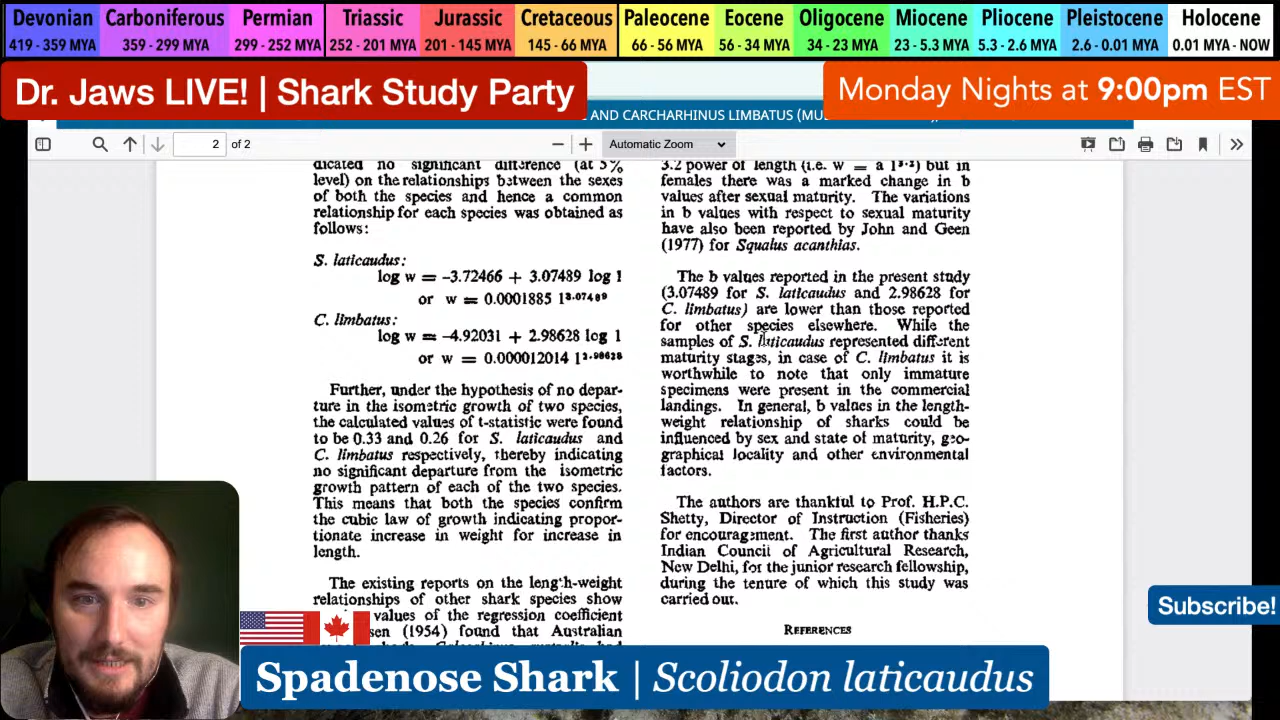 Devonian Carboniferous Permian Triassic Jurassic Cretaceous Paleocene Eocene Oligocene Miocene Pliocene Pleistocene Holocene
419 - 359 MYA 359 - 299 MYA 299 - 252 MYA 252 - 201 MYA 201 - 145 MYA 145 - 66 MYA 66 - 56 MYA 56 - 34 MYA 34 - 23 MYA 23 - 5.3 MYA 5.3 - 2.6 MYA 2.6 - 0.01 MYA 0.01 MYA - NOW
Dr. Jaws LIVE! | Shark Study Party
Monday Nights at 9:00pm EST
E AND CARCHARHINUS LIMBATUS (MU
2 of 2
Automatic Zoom
dicated no significant difference (at 5%
level) on the relationships between the sexes
of both the species and hence a common
relationship for each species was obtained as
follows:
S. laticaudus:
log w = -3.72466 + 3.07489 log l
or w = 0.0001885 l3.07489
C. limbatus:
log w = -4.92031 + 2.98628 log l
or w = 0.000012014 l2.98628
Further, under the hypothesis of no depar-
ture in the isometric growth of two species,
the calculated values of t-statistic were found
to be 0.33 and 0.26 for S. laticaudus and
C. limbatus respectively, thereby indicating
no significant departure from the isometric
growth pattern of each of the two species.
This means that both the species confirm
the cubic law of growth indicating propor-
tionate increase in weight for increase in
length.
The existing reports on the length-weight
relationships of other shark species show
values of the regression coefficient
sen (1954) found that Australian
3.2 power of length (i.e. w = a l3.2) but in
females there was a marked change in b
values after sexual maturity. The variations
in b values with respect to sexual maturity
have also been reported by John and Geen
(1977) for Squalus acanthias.
The b values reported in the present study
(3.07489 for S. laticaudus and 2.98628 for
C. limbatus) are lower than those reported
for other species elsewhere. While the
samples of S. laticaudus represented different
maturity stages, in case of C. limbatus it is
worthwhile to note that only immature
specimens were present in the commercial
landings. In general, b values in the length-
weight relationship of sharks could be
influenced by sex and state of maturity, geo-
graphical locality and other environmental
factors.
The authors are thankful to Prof. H.P.C.
Shetty, Director of Instruction (Fisheries)
for encouragement. The first author thanks
Indian Council of Agricultural Research,
New Delhi, for the junior research fellowship,
during the tenure of which this study was
carried out.
REFERENCES
Subscribe!
Spadenose Shark | Scoliodon laticaudus